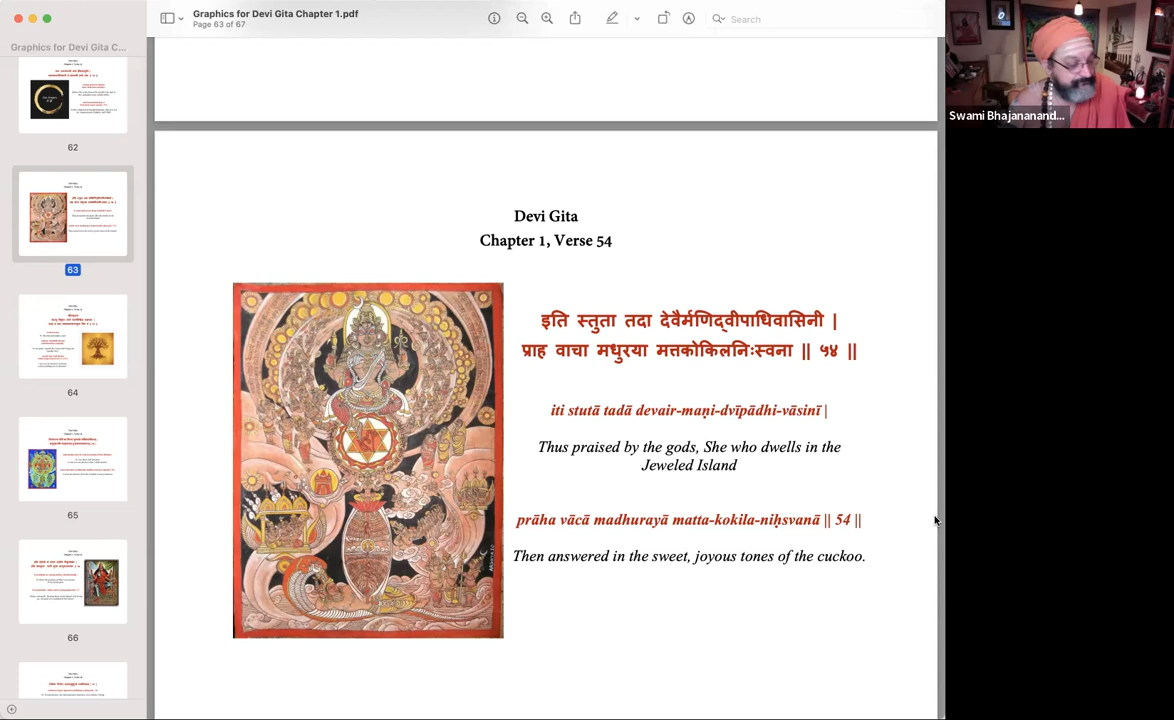 Graphics for Devi Gita Chapter 1.pdf
Page 63 of 67
Search
Graphics for Devi Gita C...
62
63
64
65
66
Devi Gita
Chapter 1, Verse 54
इति स्तुता तदा देवैर्मणिद्वीपाधिवासिनी |
प्राह वाचा मधुरया मत्तकोकिलनिःस्वना || ५४ ||
iti stutā tadā devair-maṇi-dvīpādhi-vāsinī |
Thus praised by the gods, She who dwells in the
Jeweled Island
prāha vācā madhurayā matta-kokila-niḥsvanā || 54 ||
Then answered in the sweet, joyous tones of the cuckoo.
Swami Bhajananand...